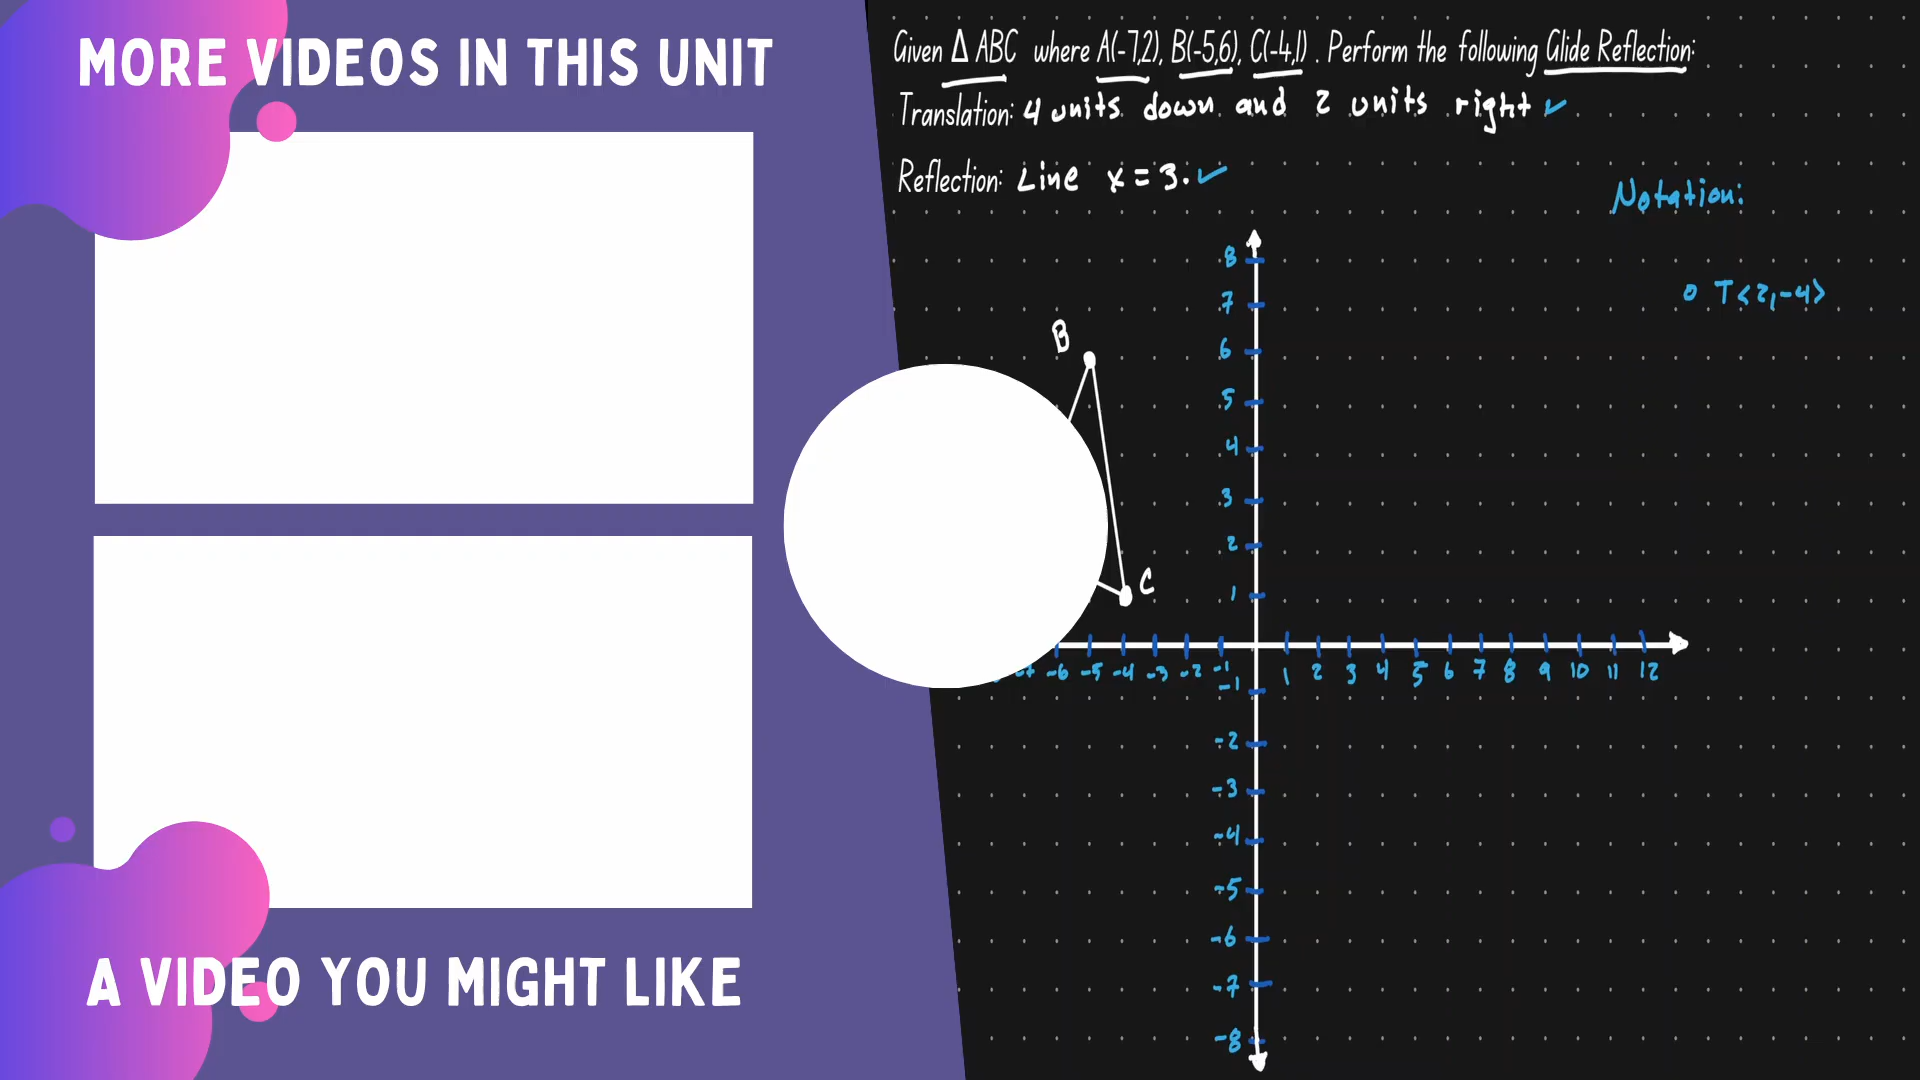 MORE VIDEOS IN THIS UNIT
A VIDEO YOU MIGHT LIKE
Given Δ ABC where A(-7,2), B(-5,6), C(-4,1). Perform the following Glide Reflection:
Translation: 4 units down and 2 units right ✓
Reflection: Line x = 3. ✓
Notation:
o T<2,-4>
B
C
8
7
6
5
4
3
2
1
-6 -5 -4 -3 -2 -1 1 2 3 4 5 6 7 8 9 10 11 12
-1
-2
-3
-4
-5
-6
-7
-8